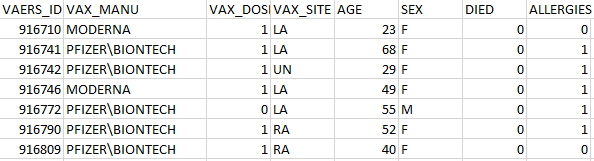 VAERS_ID VAX_MANU VAX_DOS VAX_SITE AGE SEX DIED ALLERGIES
916710 MODERNA 1 LA 23 F 0 0
916741 PFIZER\BIONTECH 1 LA 68 F 0 1
916742 PFIZER\BIONTECH 1 UN 29 F 0 1
916746 MODERNA 1 LA 49 F 0 1
916772 PFIZER\BIONTECH 0 LA 55 M 0 1
916790 PFIZER\BIONTECH 1 RA 52 F 0 1
916809 PFIZER\BIONTECH 1 RA 40 F 0 0